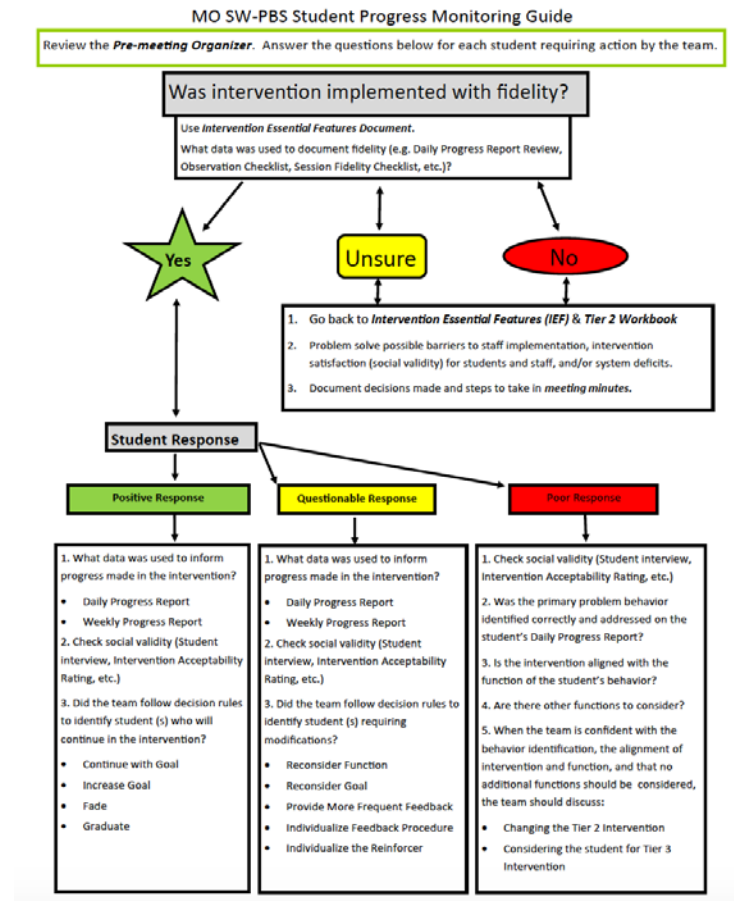 MO SW-PBS Student Progress Monitoring Guide
Review the Pre-meeting Organizer. Answer the questions below for each student requiring action by the team.
Was intervention implemented with fidelity?
Use Intervention Essential Features Document.
What data was used to document fidelity (e.g. Daily Progress Report Review,
Observation Checklist, Session Fidelity Checklist, etc.)?
Yes
Unsure
No
1. Go back to Intervention Essential Features (IEF) & Tier 2 Workbook
2. Problem solve possible barriers to staff implementation, intervention
satisfaction (social validity) for students and staff, and/or system deficits.
3. Document decisions made and steps to take in meeting minutes.
Student Response
Positive Response
Questionable Response
Poor Response
1. What data was used to inform
progress made in the intervention?
• Daily Progress Report
• Weekly Progress Report
2. Check social validity (Student
interview, Intervention Acceptability
Rating, etc.)
3. Did the team follow decision rules
to identify student (s) who will
continue in the intervention?
• Continue with Goal
• Increase Goal
• Fade
• Graduate
1. What data was used to inform
progress made in the intervention?
• Daily Progress Report
• Weekly Progress Report
2. Check social validity (Student
interview, Intervention Acceptability
Rating, etc.)
3. Did the team follow decision rules to
identify student (s) requiring
modifications?
• Reconsider Function
• Reconsider Goal
• Provide More Frequent Feedback
• Individualize Feedback Procedure
• Individualize the Reinforcer
1. Check social validity (Student interview,
Intervention Acceptability Rating, etc.)
2. Was the primary problem behavior
identified correctly and addressed on the
student's Daily Progress Report?
3. Is the intervention aligned with the
function of the student's behavior?
4. Are there other functions to consider?
5. When the team is confident with the
behavior identification, the alignment of
intervention and function, and that no
additional functions should be considered,
the team should discuss:
• Changing the Tier 2 Intervention
• Considering the student for Tier 3
Intervention